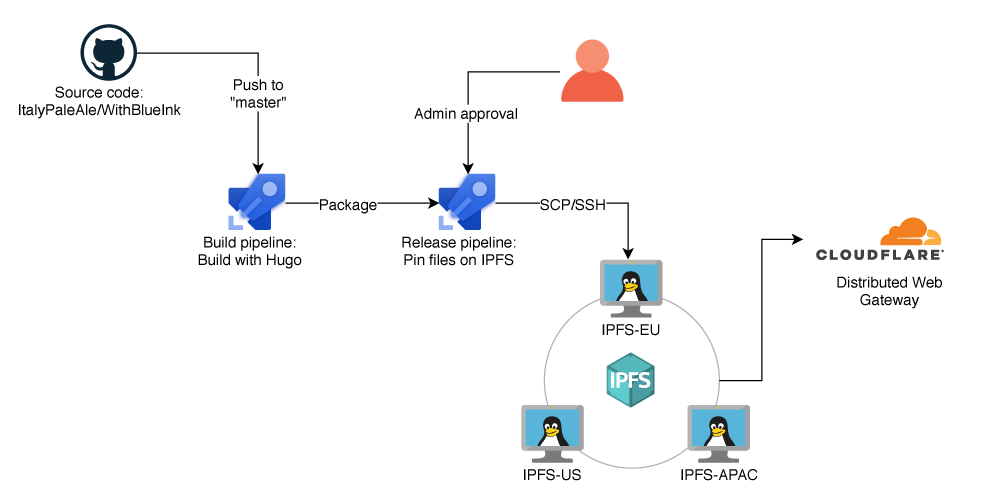 Source code:
ItalyPaleAle/WithBlueInk
Push to
"master"
Admin approval
Package
SCP/SSH
Build pipeline:
Build with Hugo
Release pipeline:
Pin files on IPFS
CLOUDFLARE
Distributed Web
Gateway
IPFS-EU
IPFS
IPFS-US
IPFS-APAC